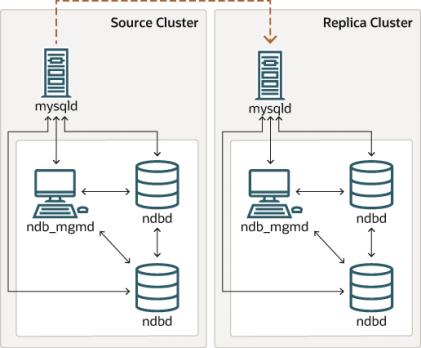 Source Cluster
Replica Cluster
mysqld
mysqld
ndb_mgmd
ndbd
ndb_mgmd
ndbd
ndbd
ndbd